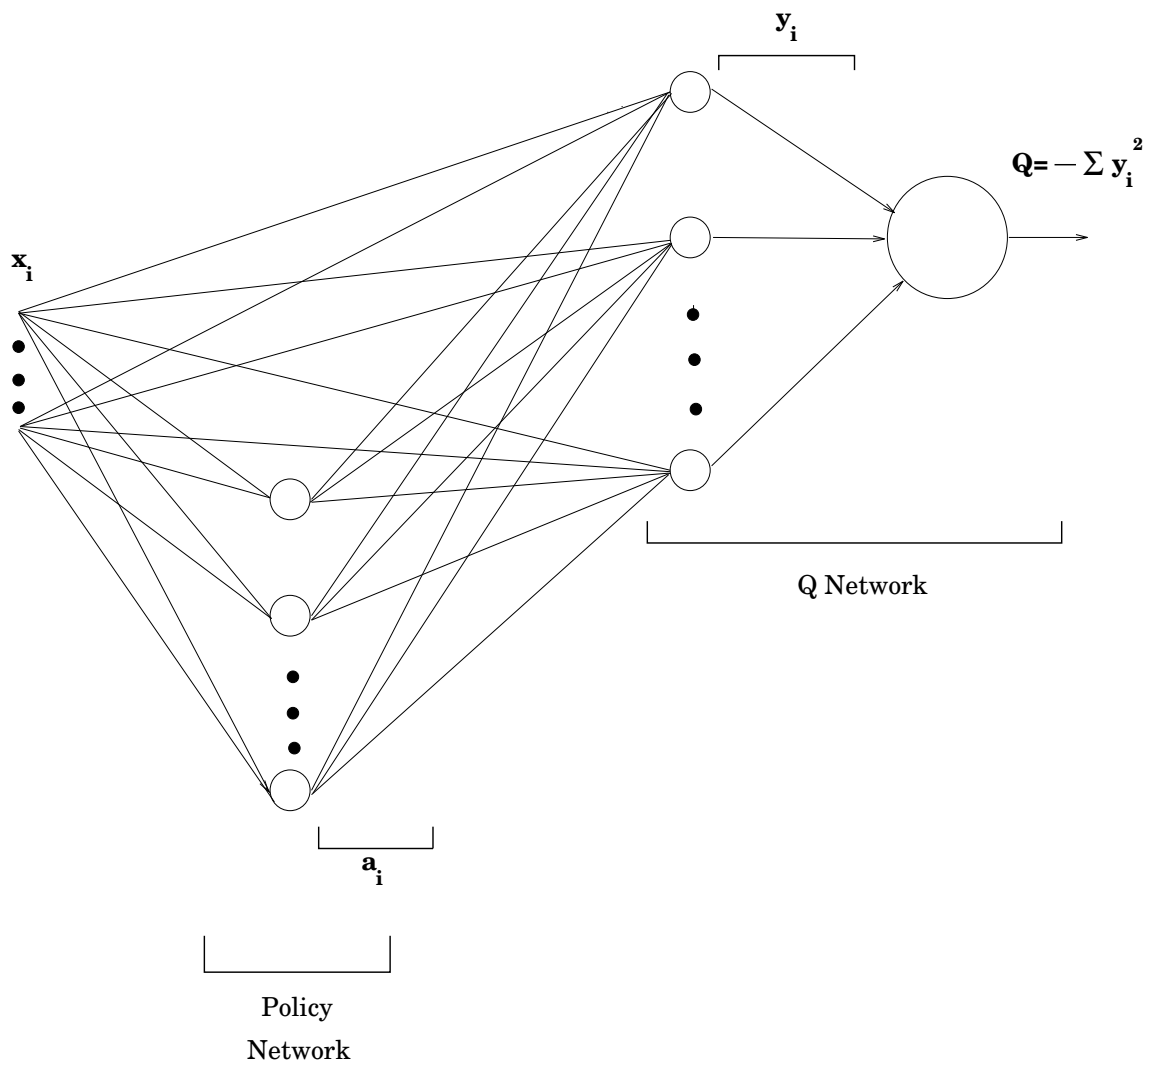 y_i
Q= – Σ y_i^2
x_i
Q Network
a_i
Policy
Network